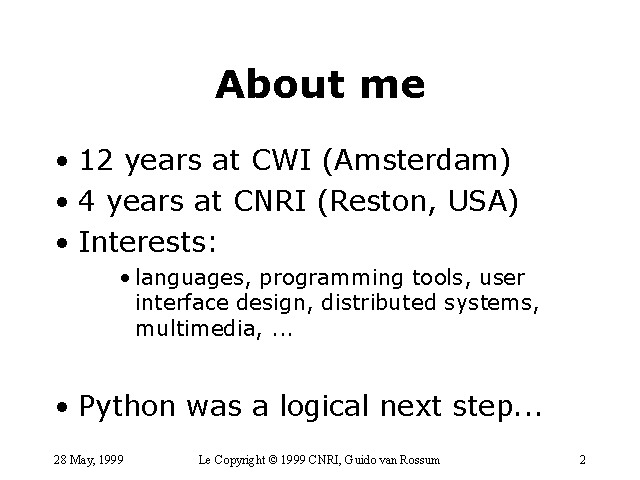 About me
• 12 years at CWI (Amsterdam)
• 4 years at CNRI (Reston, USA)
• Interests:
• languages, programming tools, user
interface design, distributed systems,
multimedia, ...
• Python was a logical next step...
28 May, 1999 Le Copyright © 1999 CNRI, Guido van Rossum 2